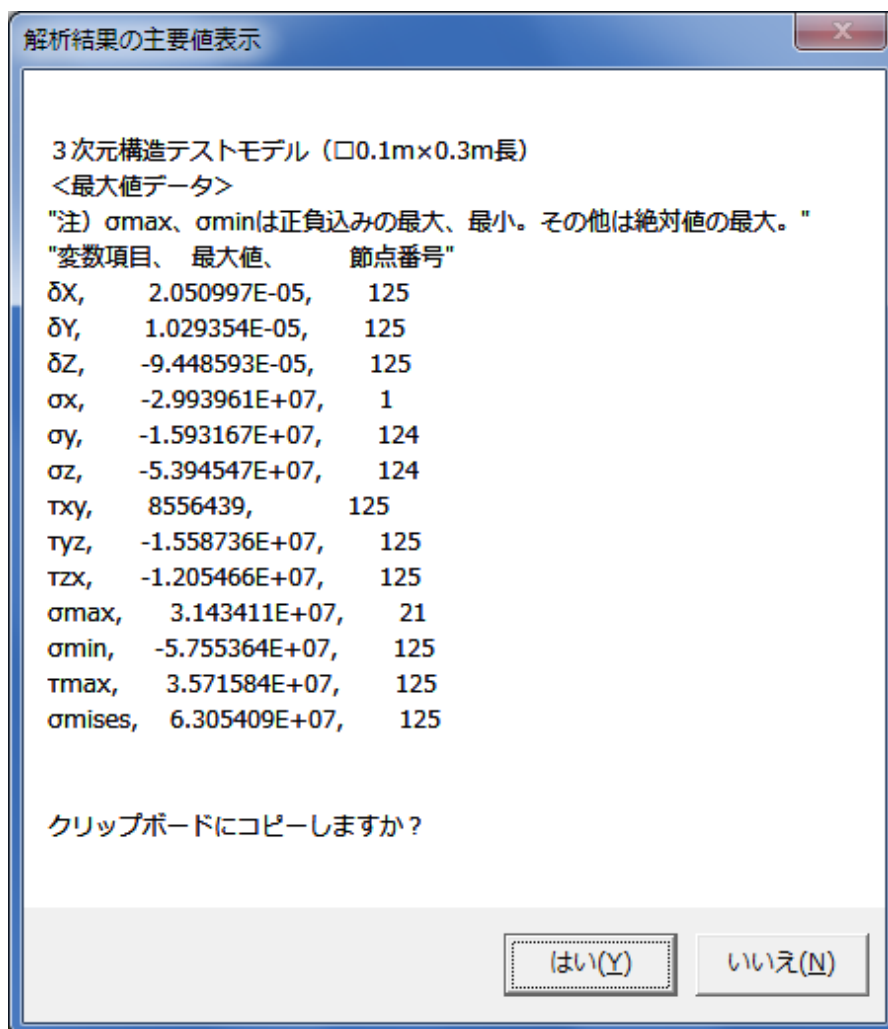 解析結果の主要値表示
３次元構造テストモデル（□0.1m×0.3m長）
＜最大値データ＞
"注）σmax、σminは正負込みの最大、最小。その他は絶対値の最大。"
"変数項目、 最大値、 節点番号"
δX, 2.050997E-05, 125
δY, 1.029354E-05, 125
δZ, -9.448593E-05, 125
σx, -2.993961E+07, 1
σy, -1.593167E+07, 124
σz, -5.394547E+07, 124
τxy, 8556439, 125
τyz, -1.558736E+07, 125
τzx, -1.205466E+07, 125
σmax, 3.143411E+07, 21
σmin, -5.755364E+07, 125
τmax, 3.571584E+07, 125
σmises, 6.305409E+07, 125
クリップボードにコピーしますか？
はい(Y) いいえ(N)